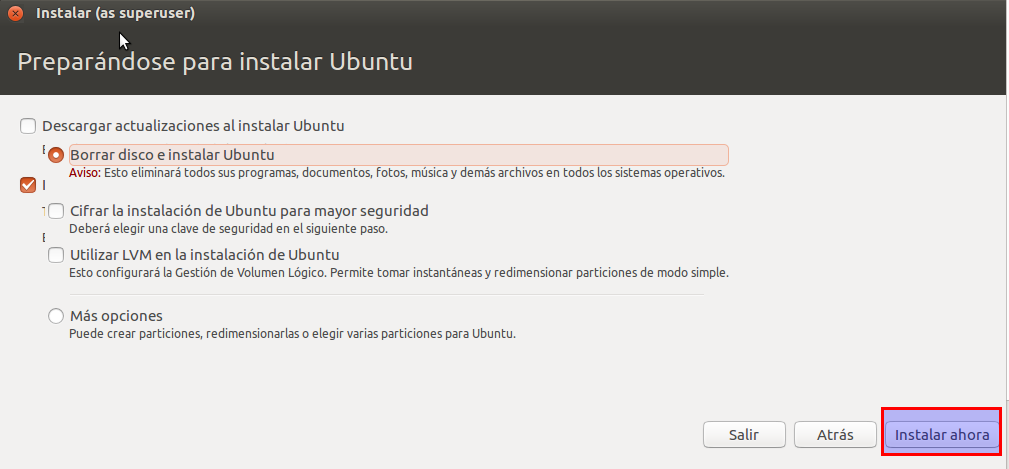 Instalar (as superuser)
Preparándose para instalar Ubuntu
Descargar actualizaciones al instalar Ubuntu
Borrar disco e instalar Ubuntu
Aviso: Esto eliminará todos sus programas, documentos, fotos, música y demás archivos en todos los sistemas operativos.
Cifrar la instalación de Ubuntu para mayor seguridad
Deberá elegir una clave de seguridad en el siguiente paso.
Utilizar LVM en la instalación de Ubuntu
Esto configurará la Gestión de Volumen Lógico. Permite tomar instantáneas y redimensionar particiones de modo simple.
Más opciones
Puede crear particiones, redimensionarlas o elegir varias particiones para Ubuntu.
Salir
Atrás
Instalar ahora